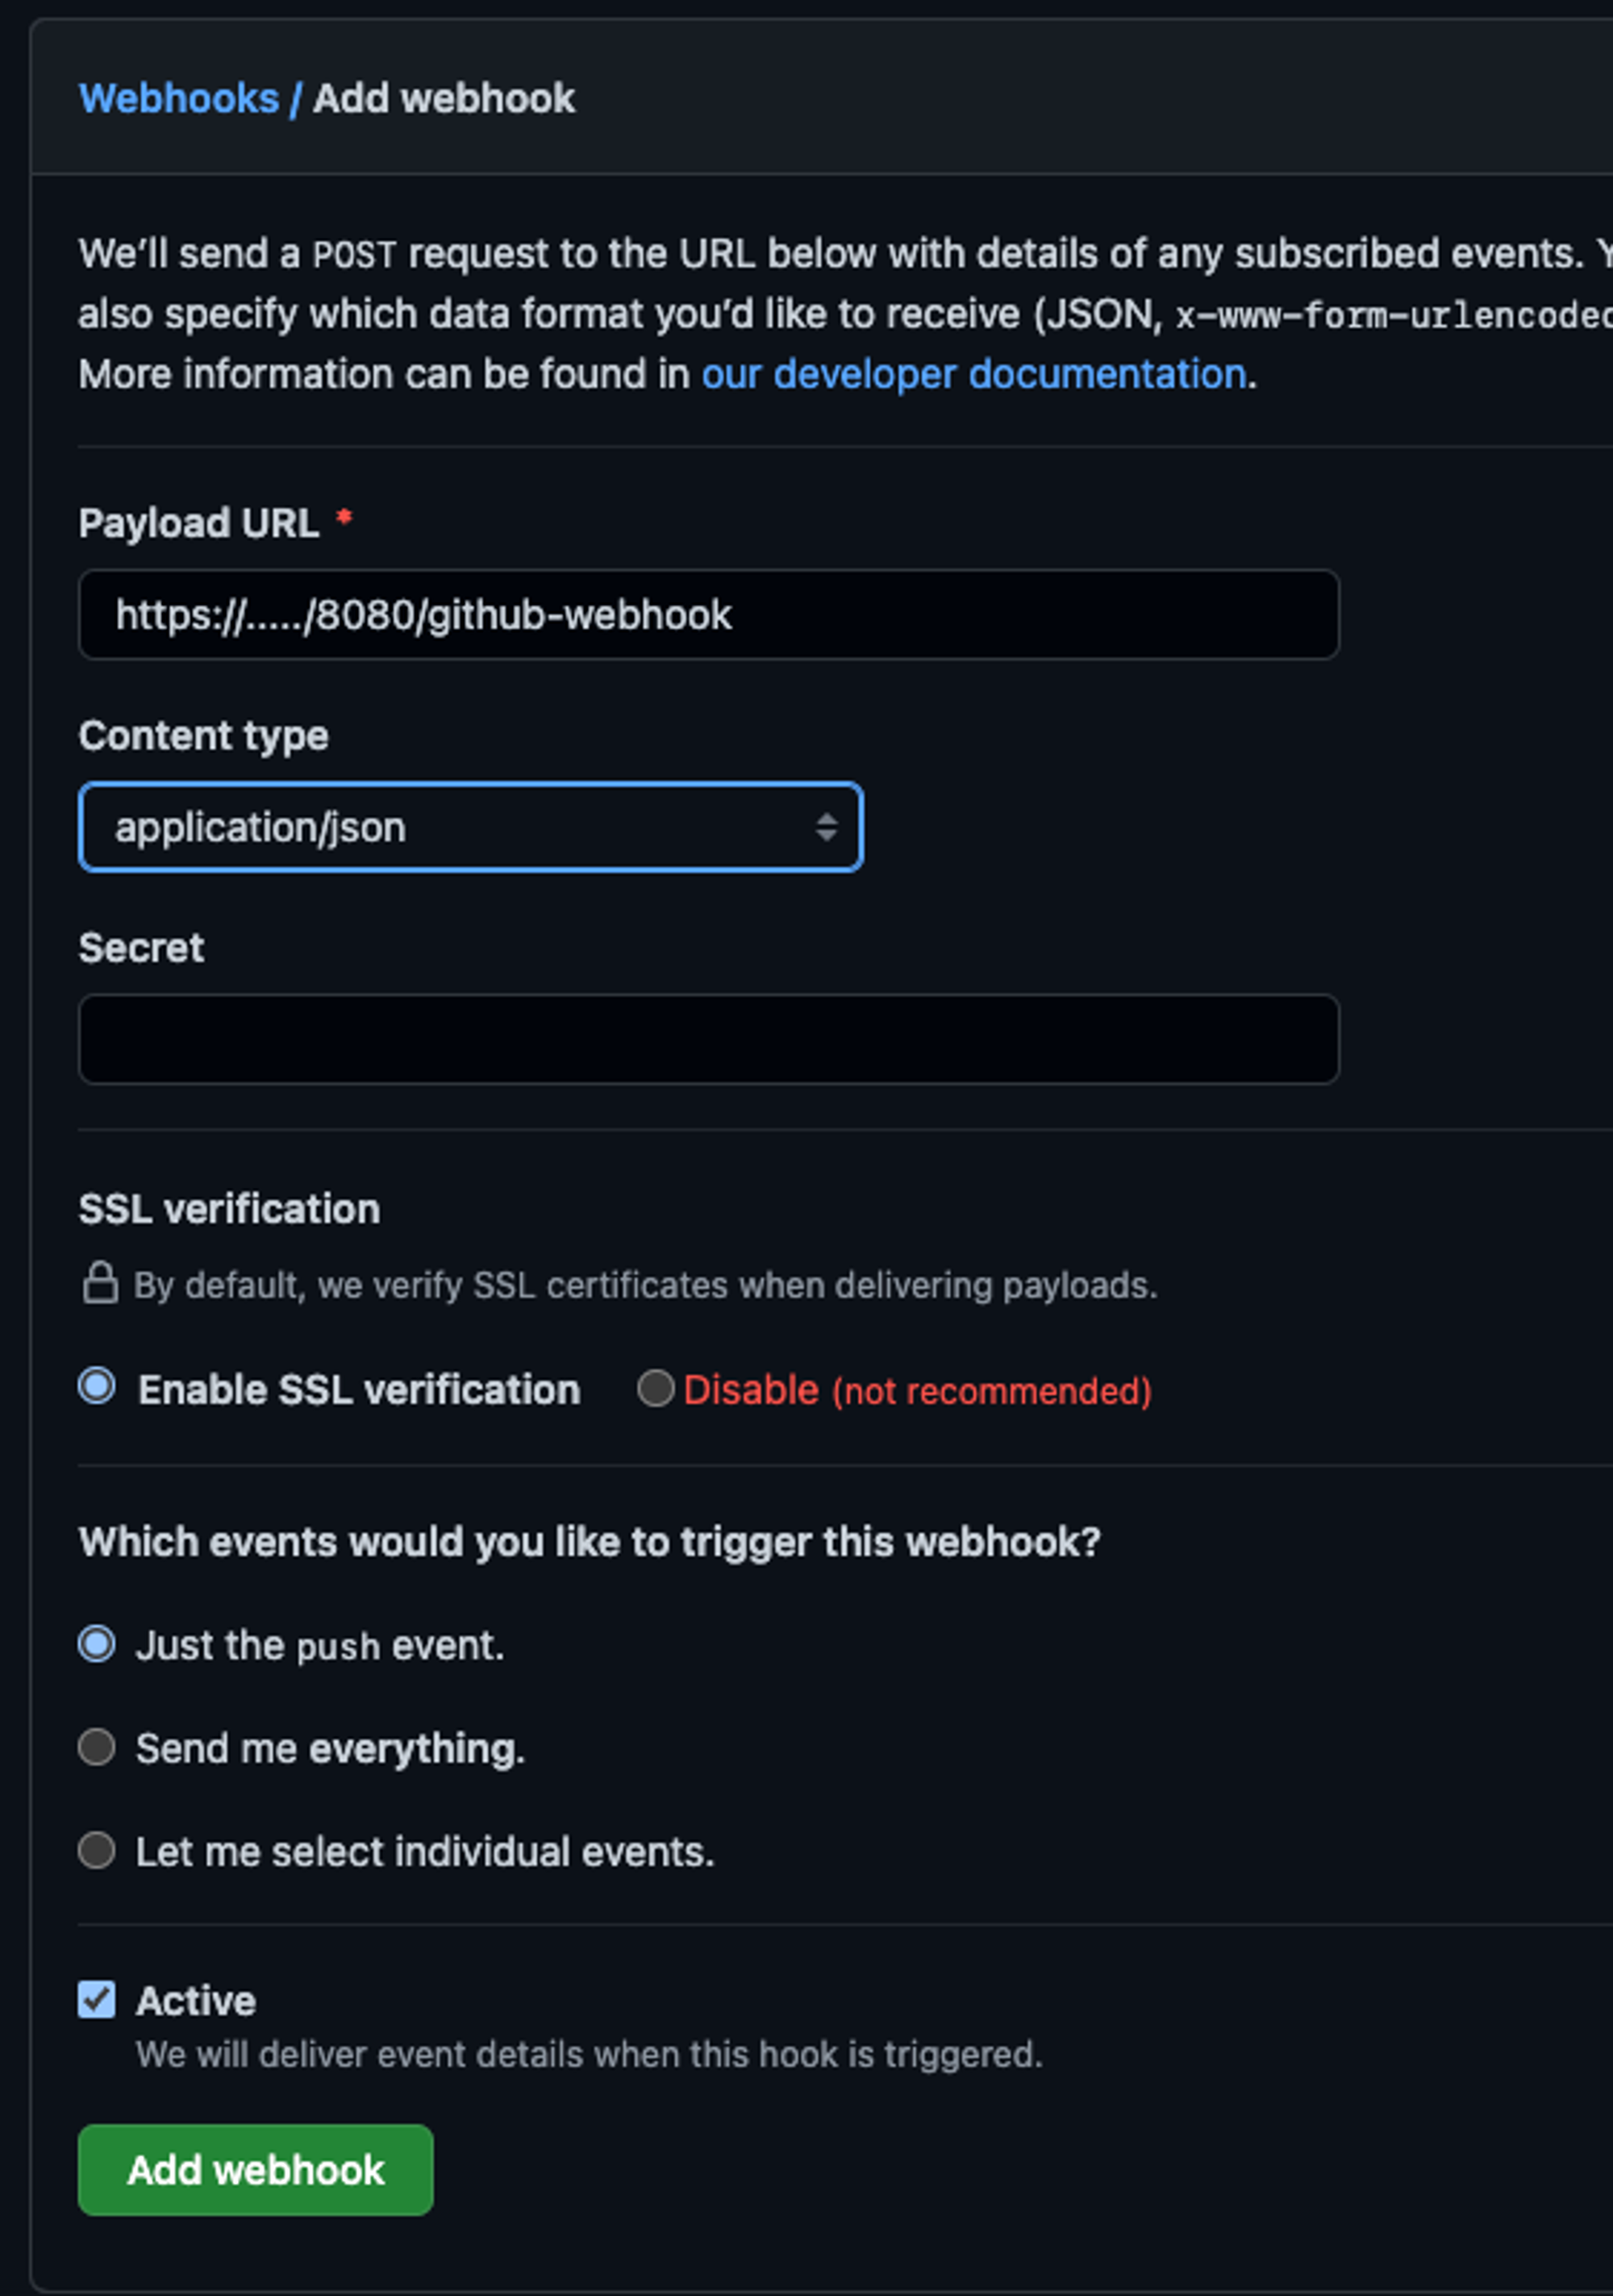 Webhooks / Add webhook
We’ll send a POST request to the URL below with details of any subscribed events.
also specify which data format you’d like to receive (JSON, x-www-form-urlencoded
More information can be found in our developer documentation.
Payload URL *
https://...../8080/github-webhook
Content type
application/json
Secret
SSL verification
By default, we verify SSL certificates when delivering payloads.
Enable SSL verification Disable (not recommended)
Which events would you like to trigger this webhook?
Just the push event.
Send me everything.
Let me select individual events.
Active
We will deliver event details when this hook is triggered.
Add webhook